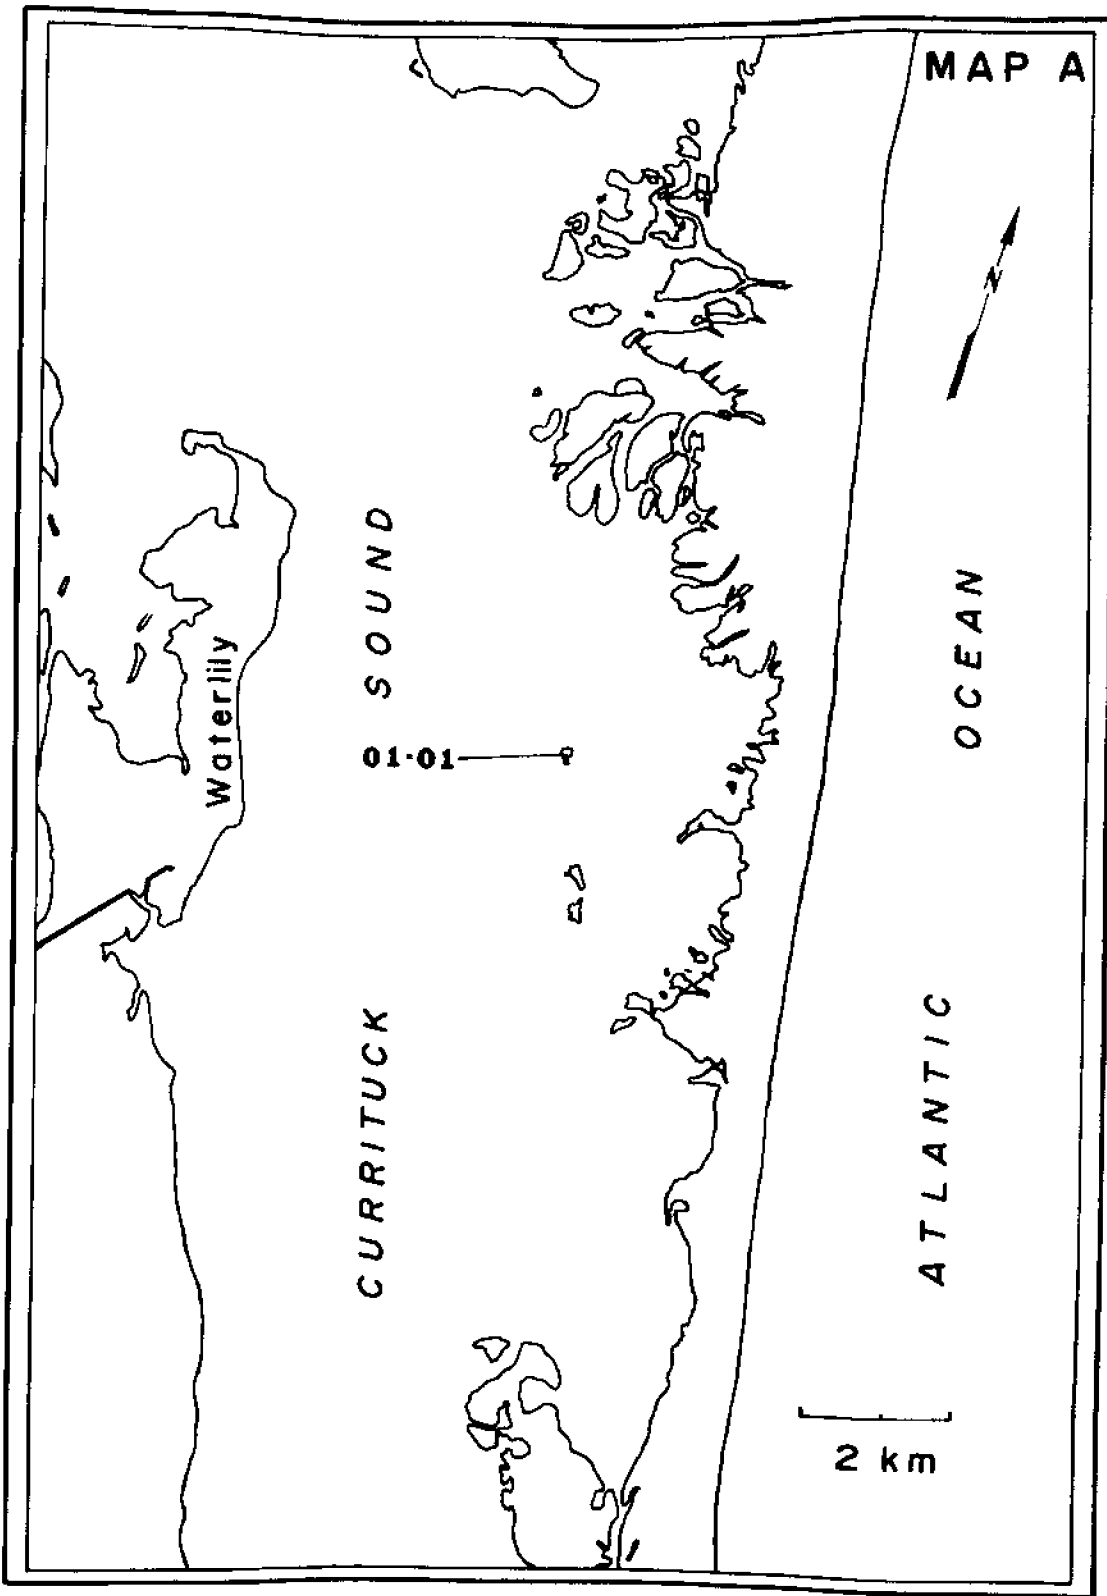 MAP A
N
SOUND
OCEAN
Waterlily
01-01
CURRITUCK
ATLANTIC
2 km